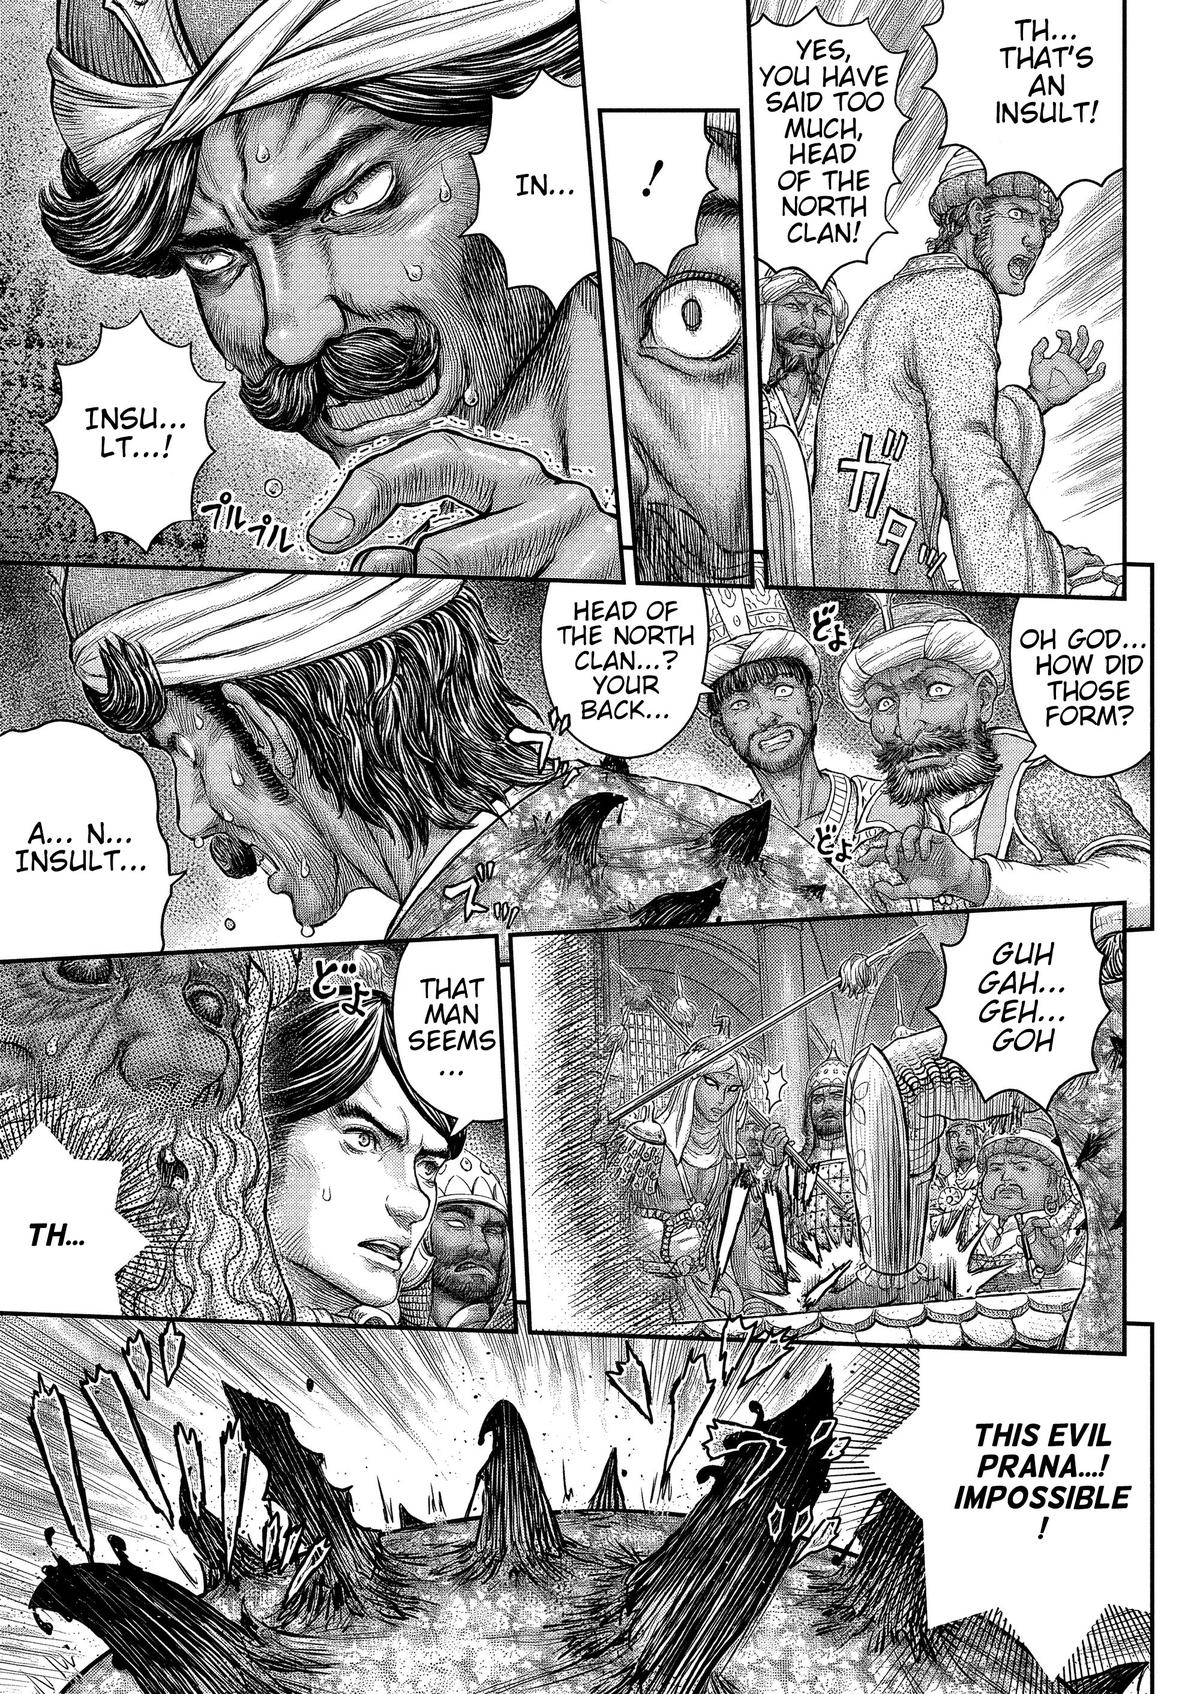 TH...
THAT'S
AN
INSULT!
YES,
YOU HAVE
SAID TOO
MUCH,
HEAD
OF THE
NORTH
CLAN!
ガタッ
!
IN...
INSU...
LT...!
プルプル
OH GOD...
HOW DID
THOSE
FORM?
どよ
どよ
HEAD OF
THE NORTH
CLAN...?
YOUR
BACK...
ズズ
A... N...
INSULT...
GUH
GAH...
GEH...
GOH
THAT
MAN
SEEMS
...
どよ
TH...
THIS EVIL
PRANA...!
IMPOSSIBLE
!